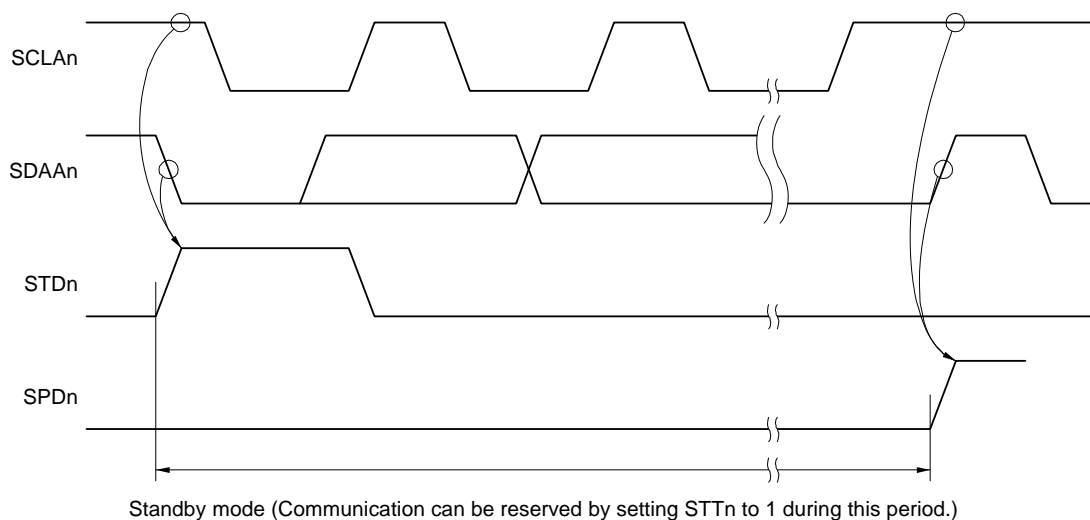 SCLAn
SDAAn
STDn
SPDn
Standby mode (Communication can be reserved by setting STTn to 1 during this period.)